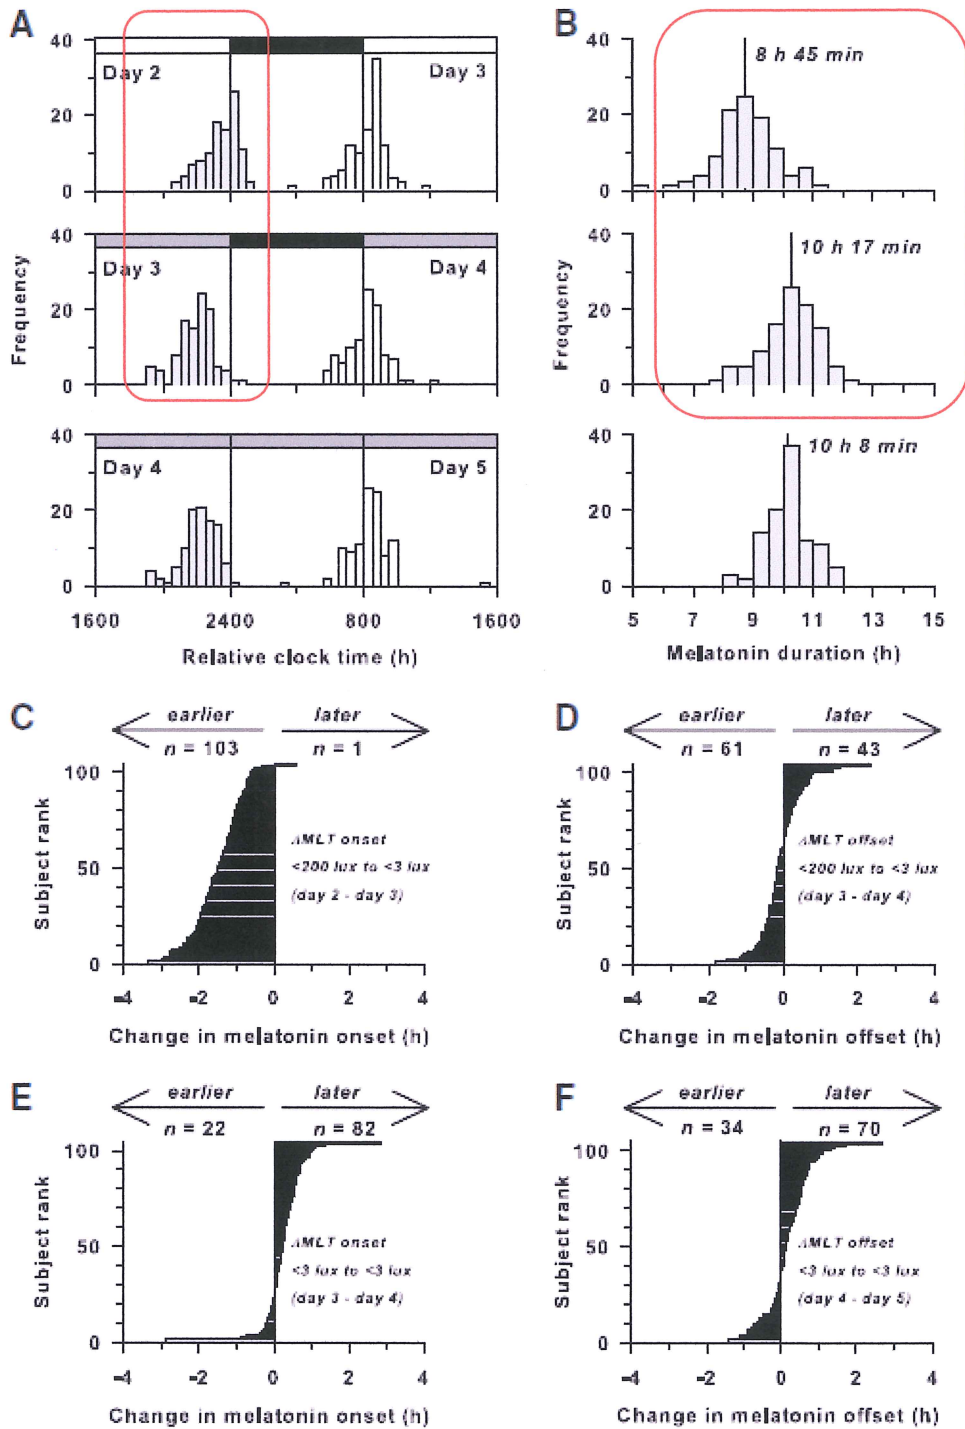 A
B
40
20
0
Day 2
Day 3
40
20
0
8 h 45 min
40
20
0
Day 3
Day 4
40
20
0
10 h 17 min
Frequency
Frequency
40
20
0
Day 4
Day 5
40
20
0
10 h 8 min
1600 2400 800 1600
5 7 9 11 13 15
Relative clock time (h)
Melatonin duration (h)
C
earlier later
n = 103 n = 1
100
50
0
Subject rank
ΔMLT onset
<200 lux to <3 lux
(day 2 - day 3)
-4 -2 0 2 4
Change in melatonin onset (h)
D
earlier later
n = 61 n = 43
100
50
0
Subject rank
ΔMLT offset
<200 lux to <3 lux
(day 3 - day 4)
-4 -2 0 2 4
Change in melatonin offset (h)
E
earlier later
n = 22 n = 82
100
50
0
Subject rank
ΔMLT onset
<3 lux to <3 lux
(day 3 - day 4)
-4 -2 0 2 4
Change in melatonin onset (h)
F
earlier later
n = 34 n = 70
100
50
0
Subject rank
ΔMLT offset
<3 lux to <3 lux
(day 4 - day 5)
-4 -2 0 2 4
Change in melatonin offset (h)